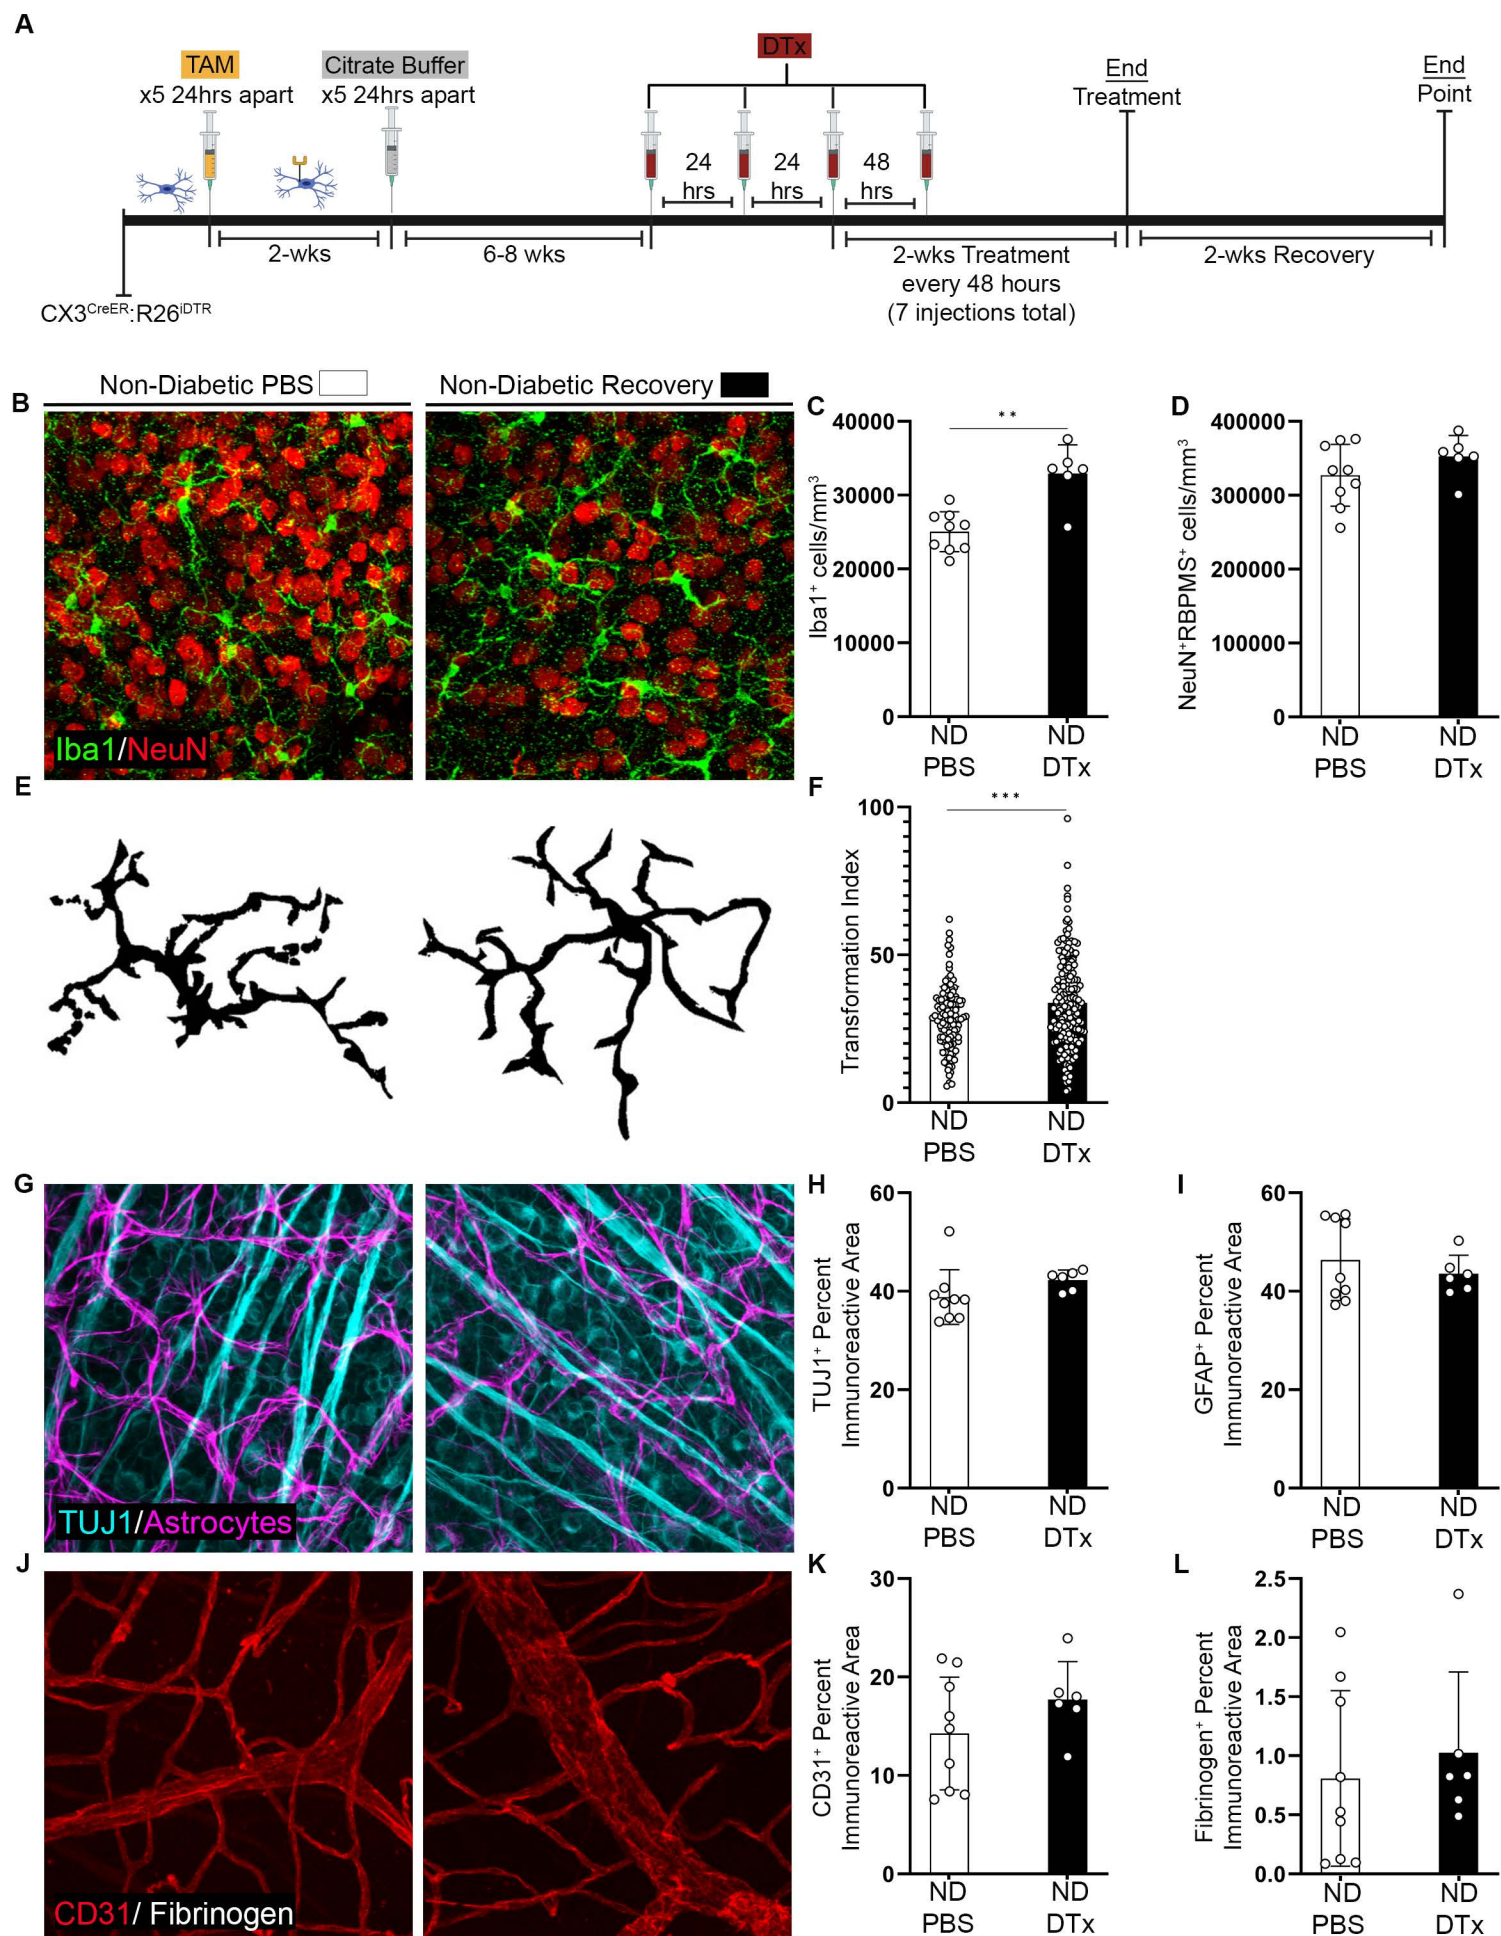 A
TAM
x5 24hrs apart
Citrate Buffer
x5 24hrs apart
DTx
24
hrs
24
hrs
48
hrs
End
Treatment
End
Point
2-wks
6-8 wks
2-wks Treatment
every 48 hours
(7 injections total)
2-wks Recovery
CX3CreER:R26iDTR
Non-Diabetic PBS
Non-Diabetic Recovery
B
Iba1/NeuN
C
Iba1+ cells/mm3
40000
30000
20000
10000
0
**
ND
PBS
ND
DTx
D
NeuN+RBPMS+ cells/mm3
400000
300000
200000
100000
0
ND
PBS
ND
DTx
E
F
Transformation Index
100
50
0
***
ND
PBS
ND
DTx
G
TUJ1/Astrocytes
H
TUJ1+ Percent
Immunoreactive Area
60
40
20
0
ND
PBS
ND
DTx
I
GFAP+ Percent
Immunoreactive Area
60
40
20
0
ND
PBS
ND
DTx
J
CD31/ Fibrinogen
K
CD31+ Percent
Immunoreactive Area
30
20
10
0
ND
PBS
ND
DTx
L
Fibrinogen+ Percent
Immunoreactive Area
2.5
2.0
1.5
1.0
0.5
0.0
ND
PBS
ND
DTx